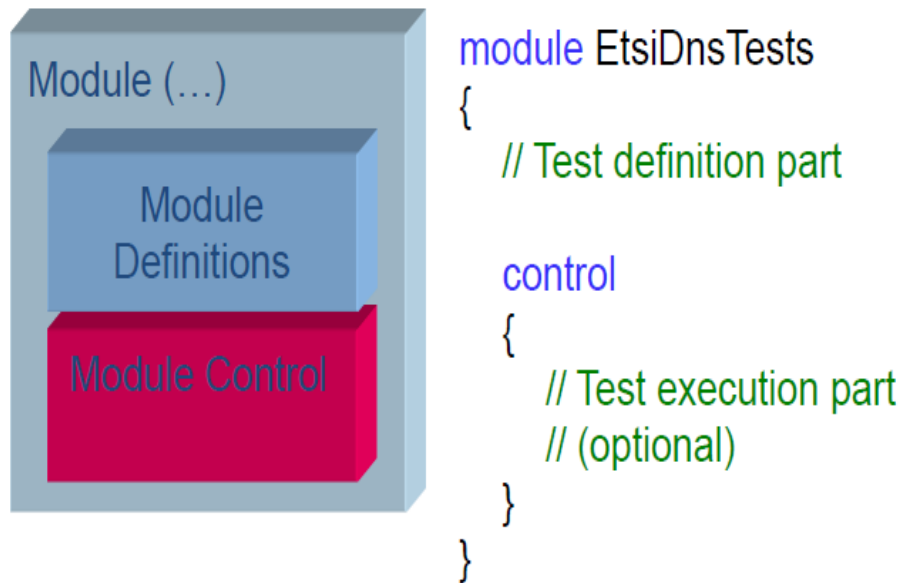 Module (…)
Module
Definitions
Module Control
module EtsiDnsTests
{
// Test definition part
control
{
// Test execution part
// (optional)
}
}